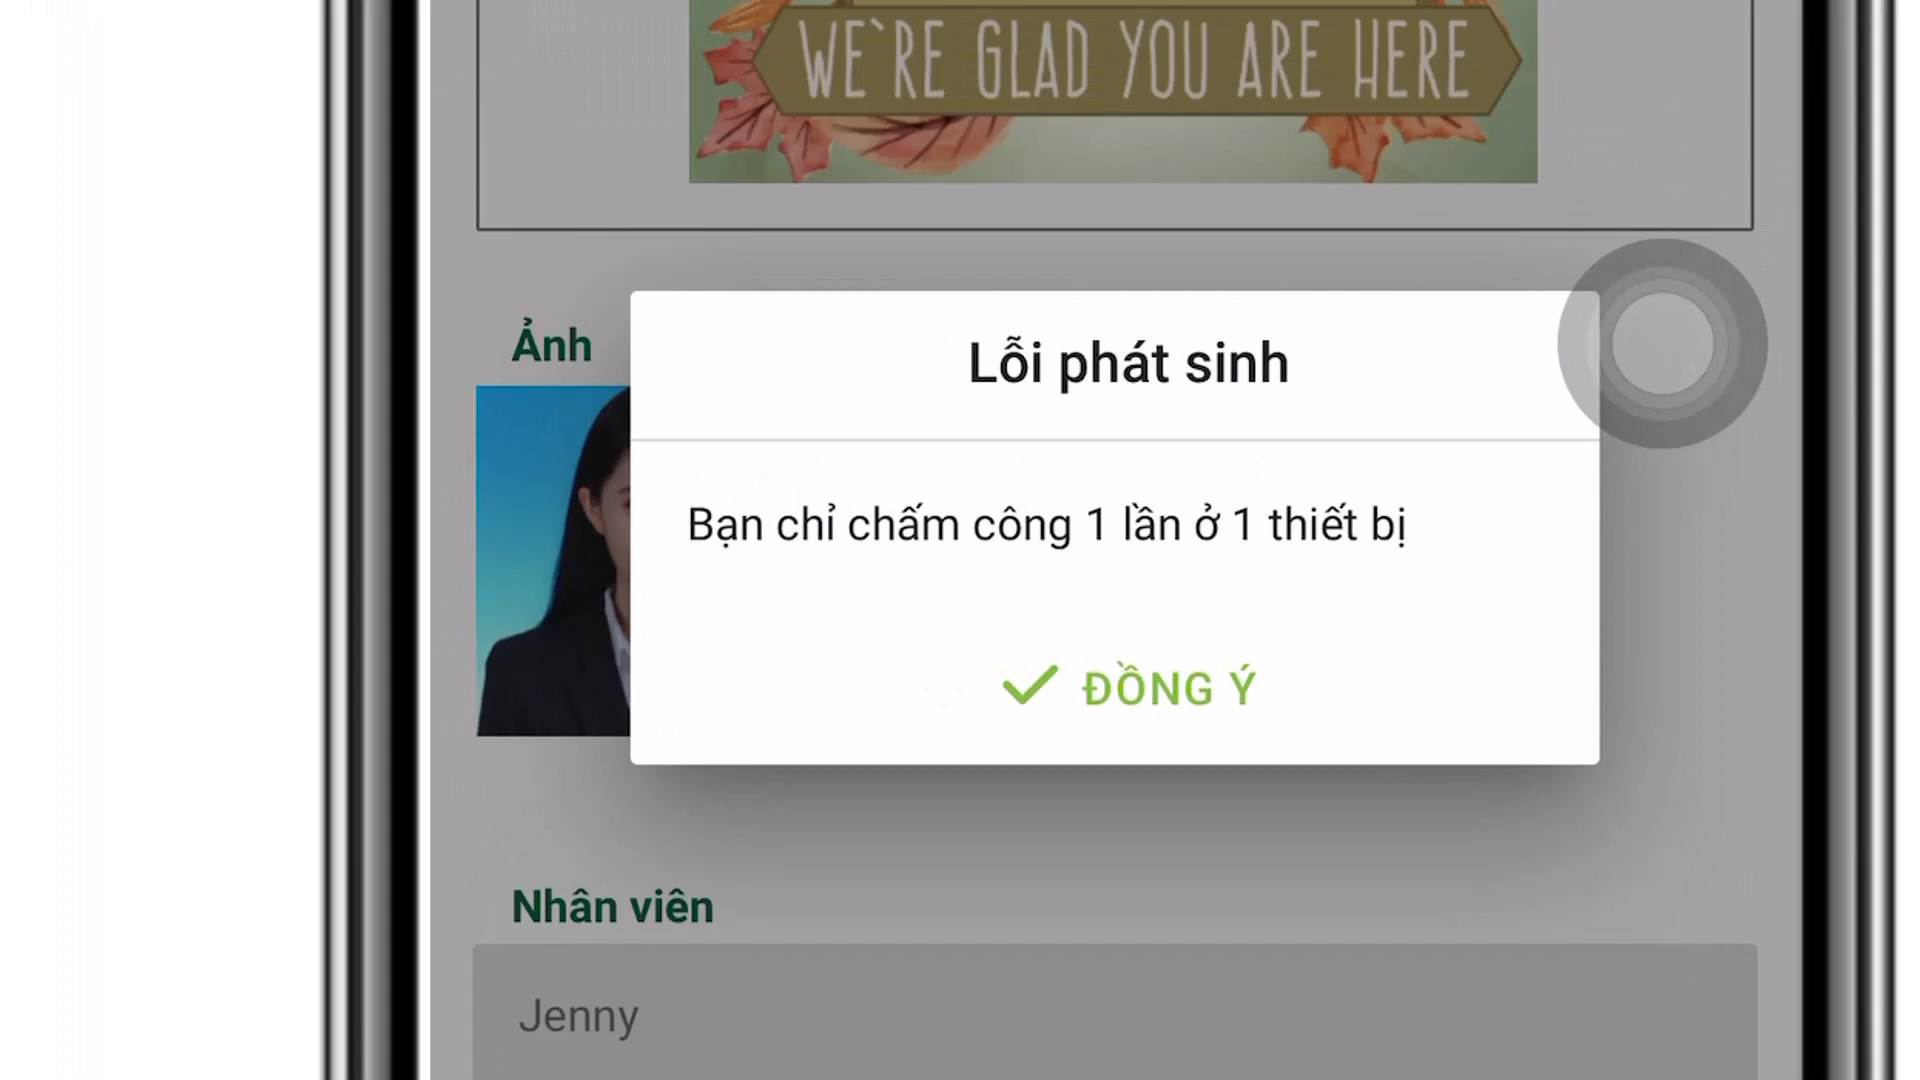 WE`RE GLAD YOU ARE HERE
Ảnh
Lỗi phát sinh
Bạn chỉ chấm công 1 lần ở 1 thiết bị
ĐỒNG Ý
Nhân viên
Jenny